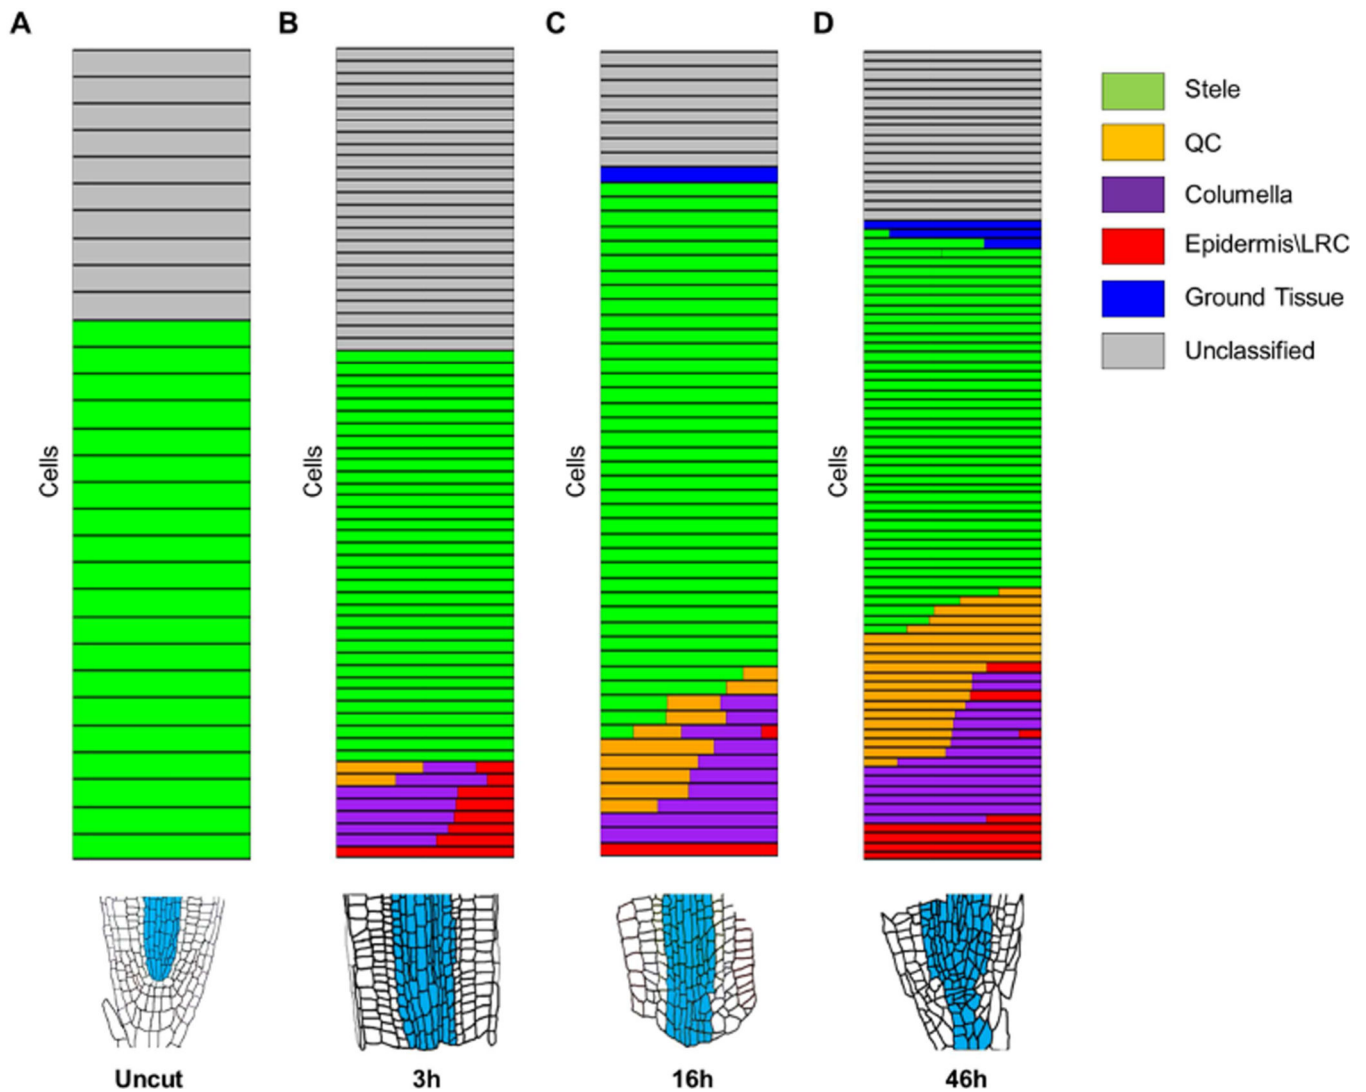 A
B
C
D
Cells
Cells
Cells
Cells
Stele
QC
Columella
Epidermis\LRC
Ground Tissue
Unclassified
Uncut
3h
16h
46h